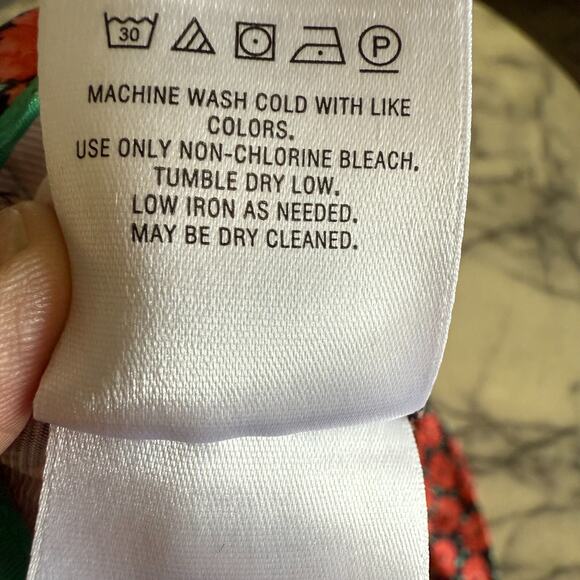 30 P
MACHINE WASH COLD WITH LIKE
COLORS.
USE ONLY NON-CHLORINE BLEACH.
TUMBLE DRY LOW.
LOW IRON AS NEEDED.
MAY BE DRY CLEANED.